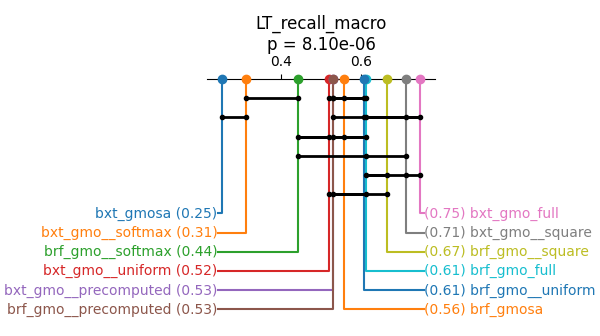 LT_recall_macro
p = 8.10e-06
0.4 0.6
bxt_gmosa (0.25) (0.75) bxt_gmo_full
bxt_gmo__softmax (0.31) (0.71) bxt_gmo__square
brf_gmo__softmax (0.44) (0.67) brf_gmo__square
bxt_gmo__uniform (0.52) (0.61) brf_gmo_full
bxt_gmo__precomputed (0.53) (0.61) brf_gmo__uniform
brf_gmo__precomputed (0.53) (0.56) brf_gmosa